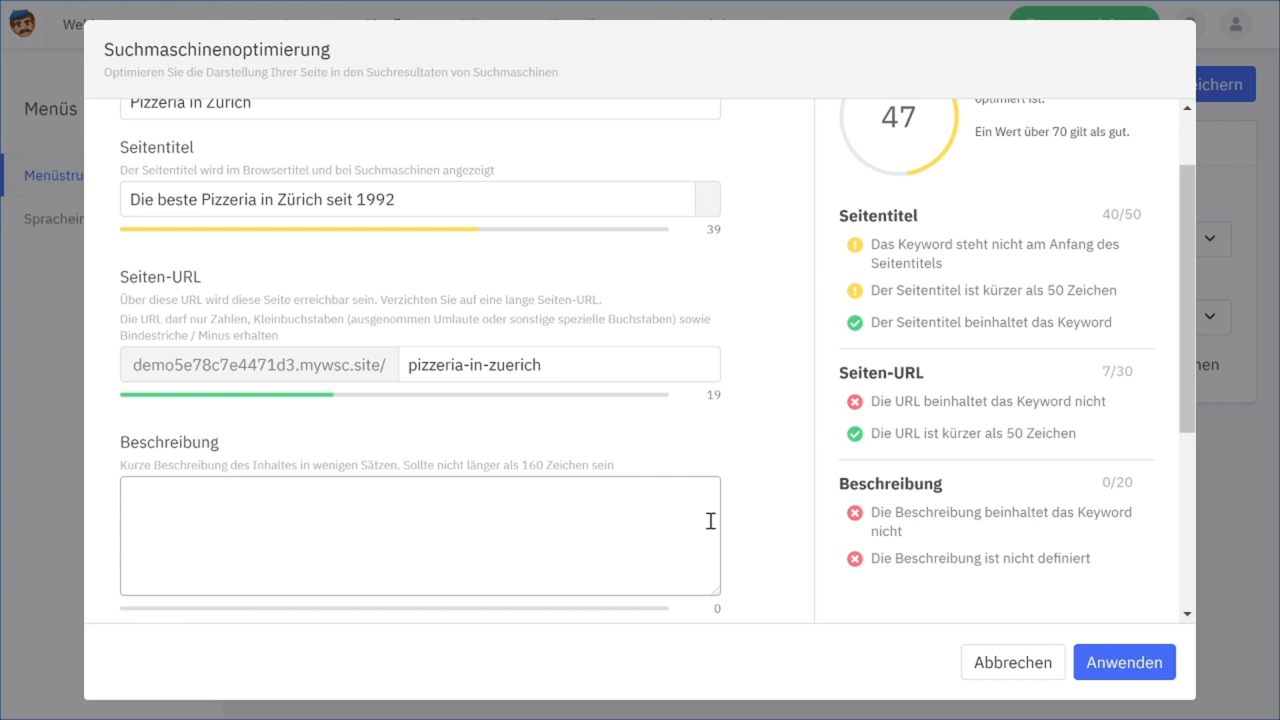 Suchmaschinenoptimierung
Optimieren Sie die Darstellung Ihrer Seite in den Suchresultaten von Suchmaschinen
Menüs
Menüstru
Spracheir
Pizzeria in Zürich
Seitentitel
Der Seitentitel wird im Browsertitel und bei Suchmaschinen angezeigt
Die beste Pizzeria in Zürich seit 1992
39
Seiten-URL
Über diese URL wird diese Seite erreichbar sein. Verzichten Sie auf eine lange Seiten-URL.
Die URL darf nur Zahlen, Kleinbuchstaben (ausgenommen Umlaute oder sonstige spezielle Buchstaben) sowie
Bindestriche / Minus erhalten
demo5e78c7e4471d3.mywsc.site/ pizzeria-in-zuerich
19
Beschreibung
Kurze Beschreibung des Inhaltes in wenigen Sätzen. Sollte nicht länger als 160 Zeichen sein
0
47
optimiert ist.
Ein Wert über 70 gilt als gut.
Seitentitel 40/50
Das Keyword steht nicht am Anfang des
Seitentitels
Der Seitentitel ist kürzer als 50 Zeichen
Der Seitentitel beinhaltet das Keyword
Seiten-URL 7/30
Die URL beinhaltet das Keyword nicht
Die URL ist kürzer als 50 Zeichen
Beschreibung 0/20
Die Beschreibung beinhaltet das Keyword
nicht
Die Beschreibung ist nicht definiert
eichern
nen
Abbrechen Anwenden